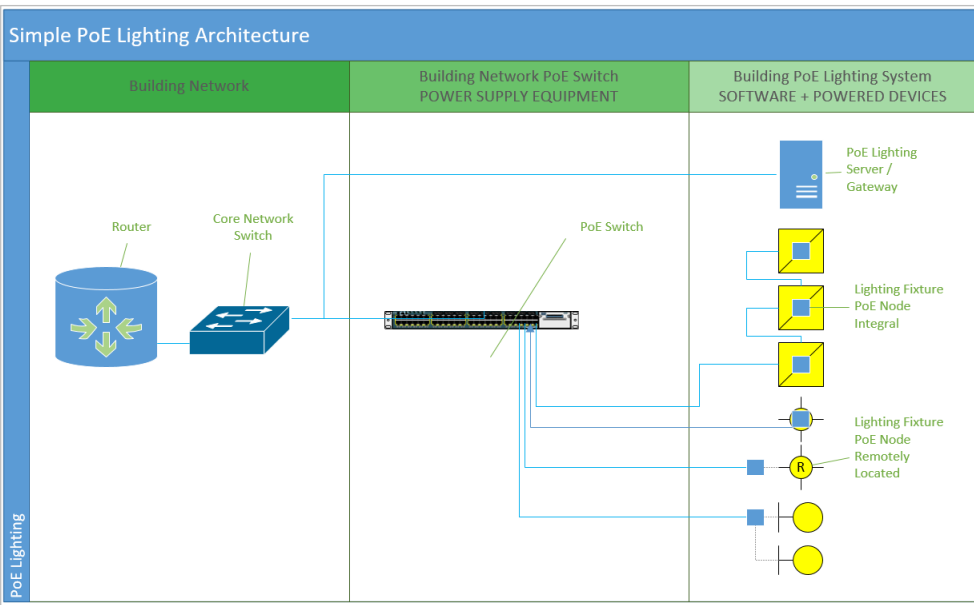 Simple PoE Lighting Architecture
Building Network
Building Network PoE Switch
POWER SUPPLY EQUIPMENT
Building PoE Lighting System
SOFTWARE + POWERED DEVICES
PoE Lighting
Server /
Gateway
Router
Core Network
Switch
PoE Switch
Lighting Fixture
PoE Node
Integral
Lighting Fixture
PoE Node
Remotely
Located
R
PoE Lighting